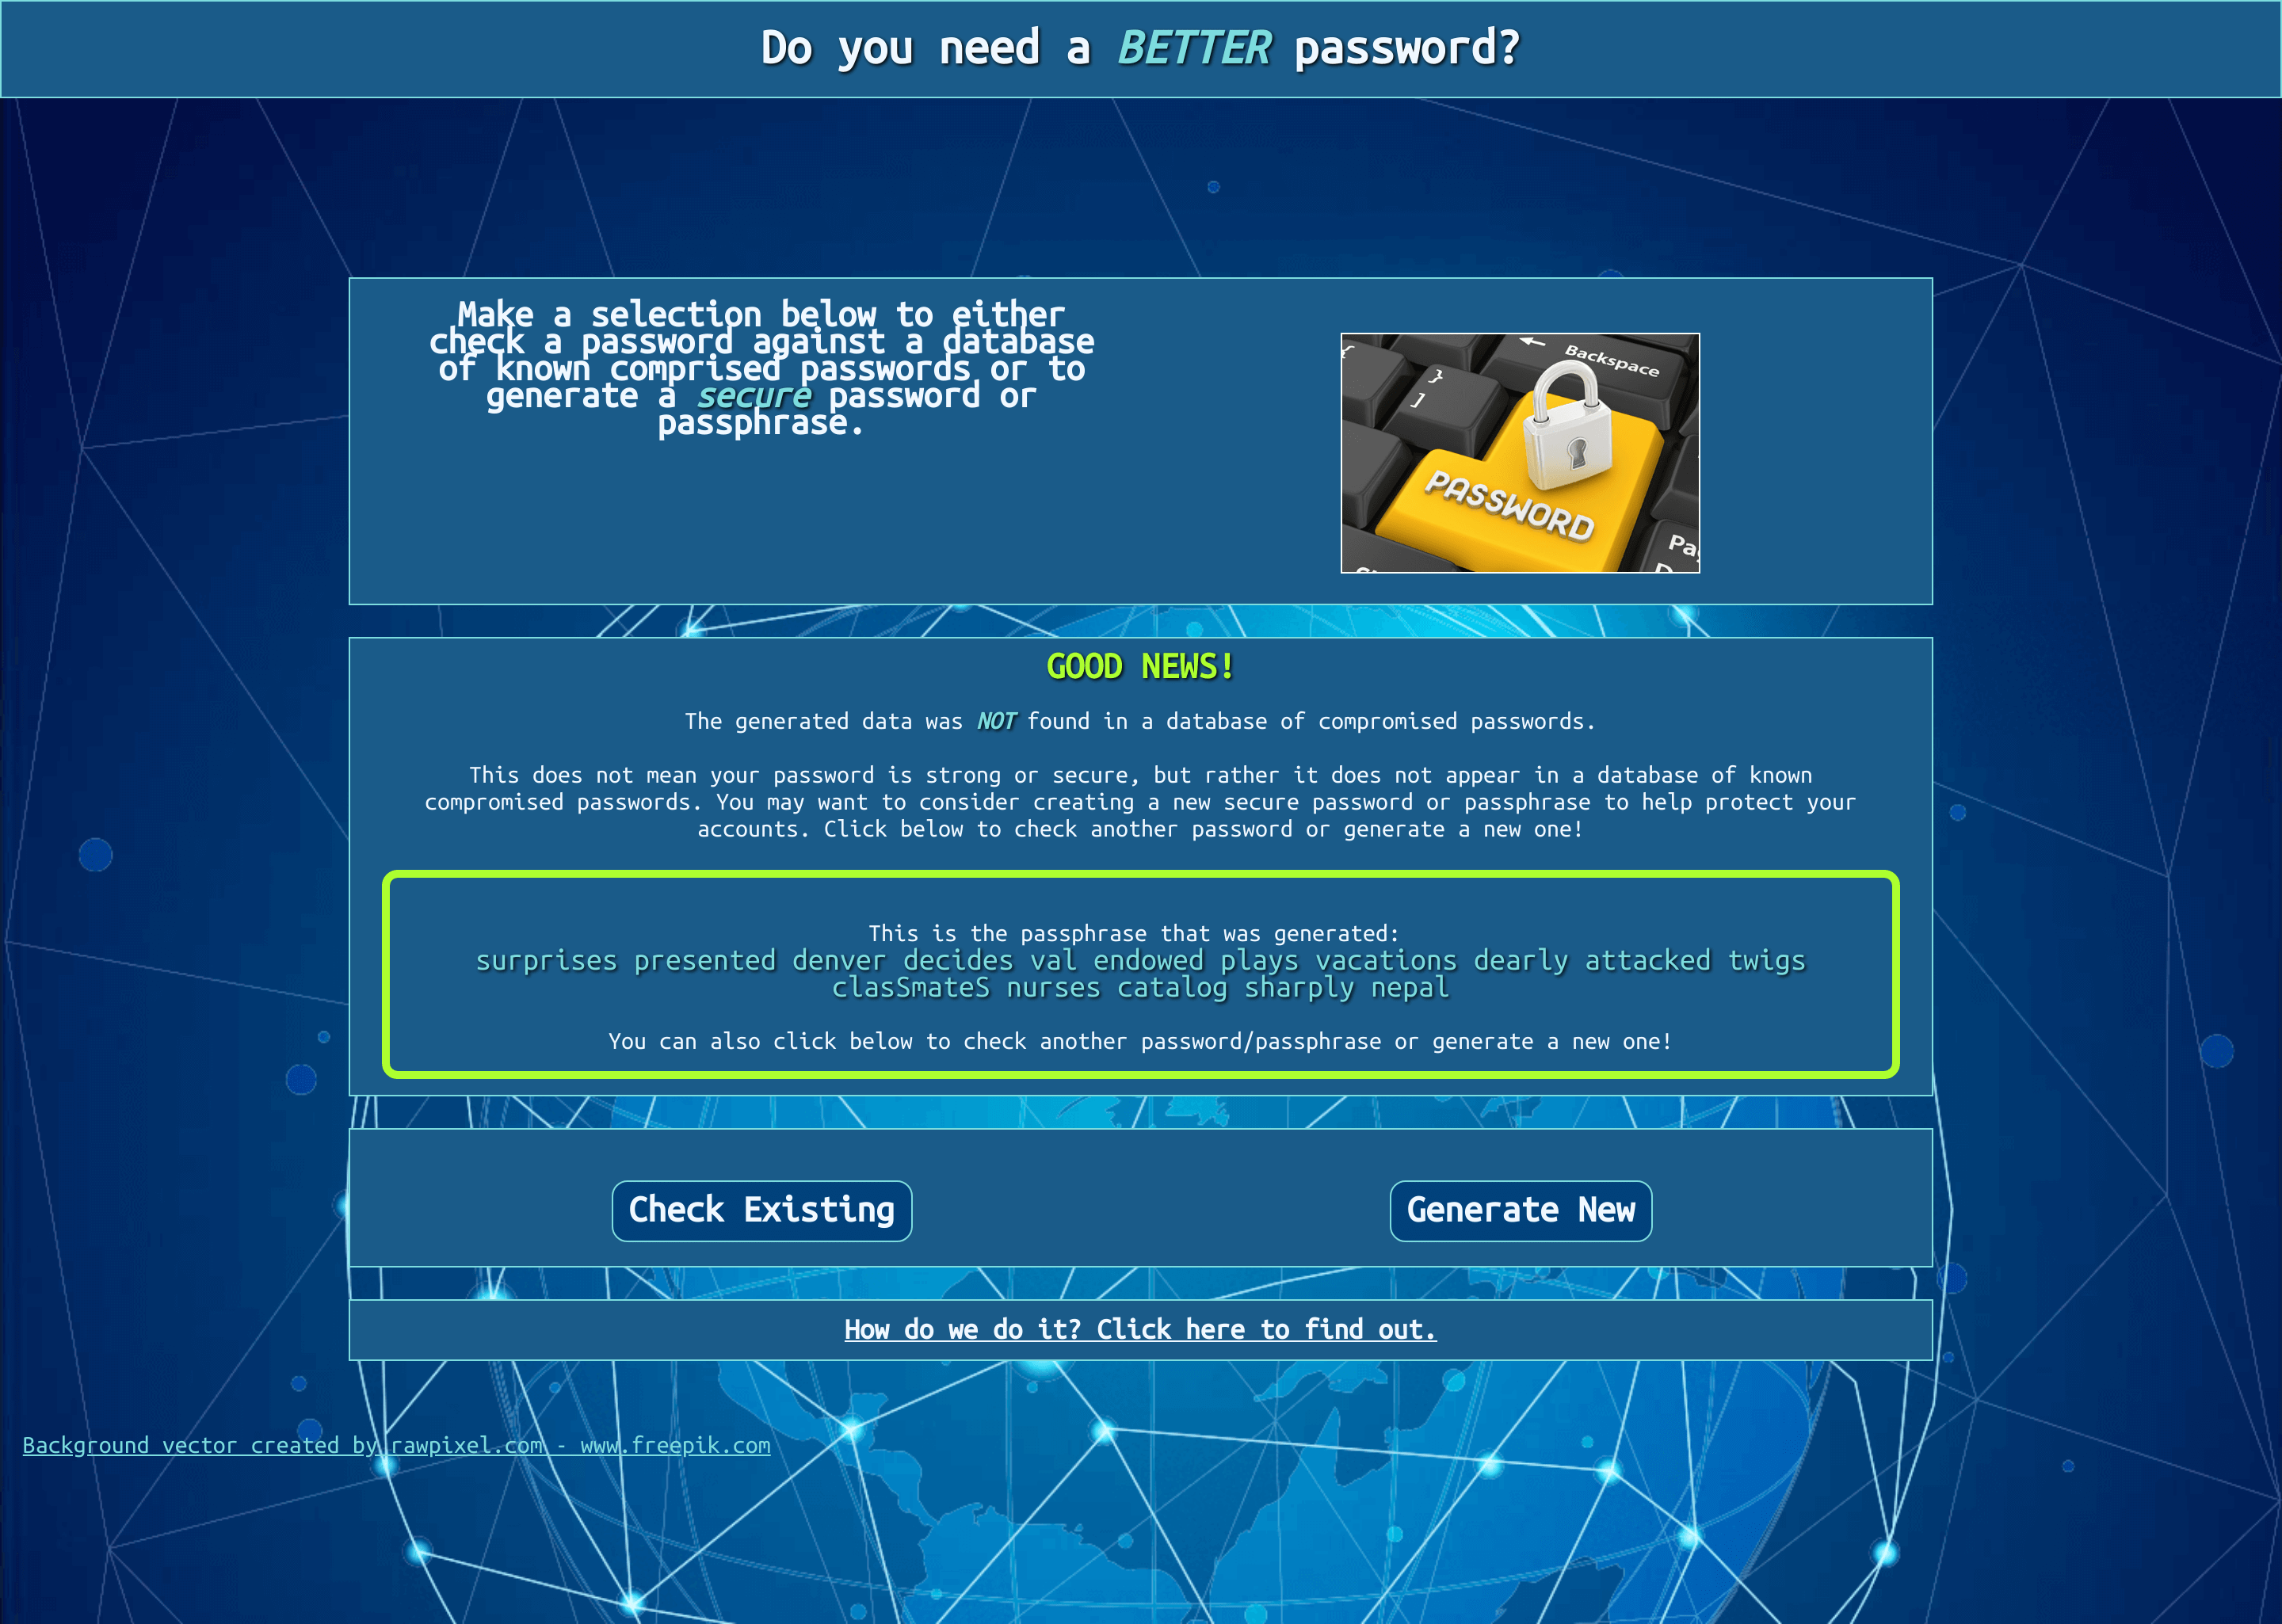 Do you need a BETTER password?
Make a selection below to either
check a password against a database
of known comprised passwords or to
generate a secure password or
passphrase.
Backspace
}
]
PASSWORD
GOOD NEWS!
The generated data was NOT found in a database of compromised passwords.
This does not mean your password is strong or secure, but rather it does not appear in a database of known
compromised passwords. You may want to consider creating a new secure password or passphrase to help protect your
accounts. Click below to check another password or generate a new one!
This is the passphrase that was generated:
surprises presented denver decides val endowed plays vacations dearly attacked twigs
clasSmateS nurses catalog sharply nepal
You can also click below to check another password/passphrase or generate a new one!
Check Existing
Generate New
How do we do it? Click here to find out.
Background vector created by rawpixel.com - www.freepik.com